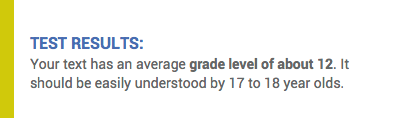 TEST RESULTS:
Your text has an average grade level of about 12. It
should be easily understood by 17 to 18 year olds.